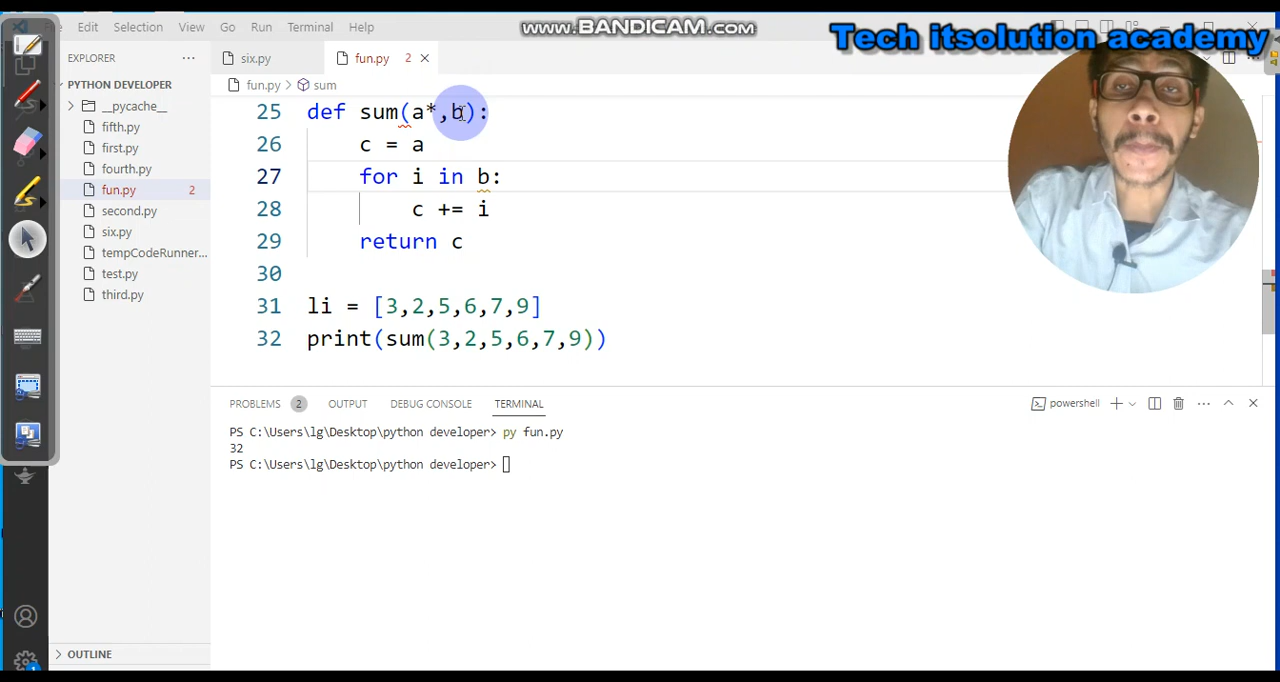 File Edit Selection View Go Run Terminal Help
www.BANDICAM.com
Tech itsolution academy
EXPLORER ···
six.py
fun.py 2
PYTHON DEVELOPER
fun.py > sum
__pycache__
fifth.py
first.py
fourth.py
fun.py 2
second.py
six.py
tempCodeRunner...
test.py
third.py
25 def sum(a*,b):
26 c = a
27 for i in b:
28 c += i
29 return c
30
31 li = [3,2,5,6,7,9]
32 print(sum(3,2,5,6,7,9))
PROBLEMS 2 OUTPUT DEBUG CONSOLE TERMINAL
powershell
PS C:\Users\lg\Desktop\python developer> py fun.py
32
PS C:\Users\lg\Desktop\python developer>
OUTLINE
1